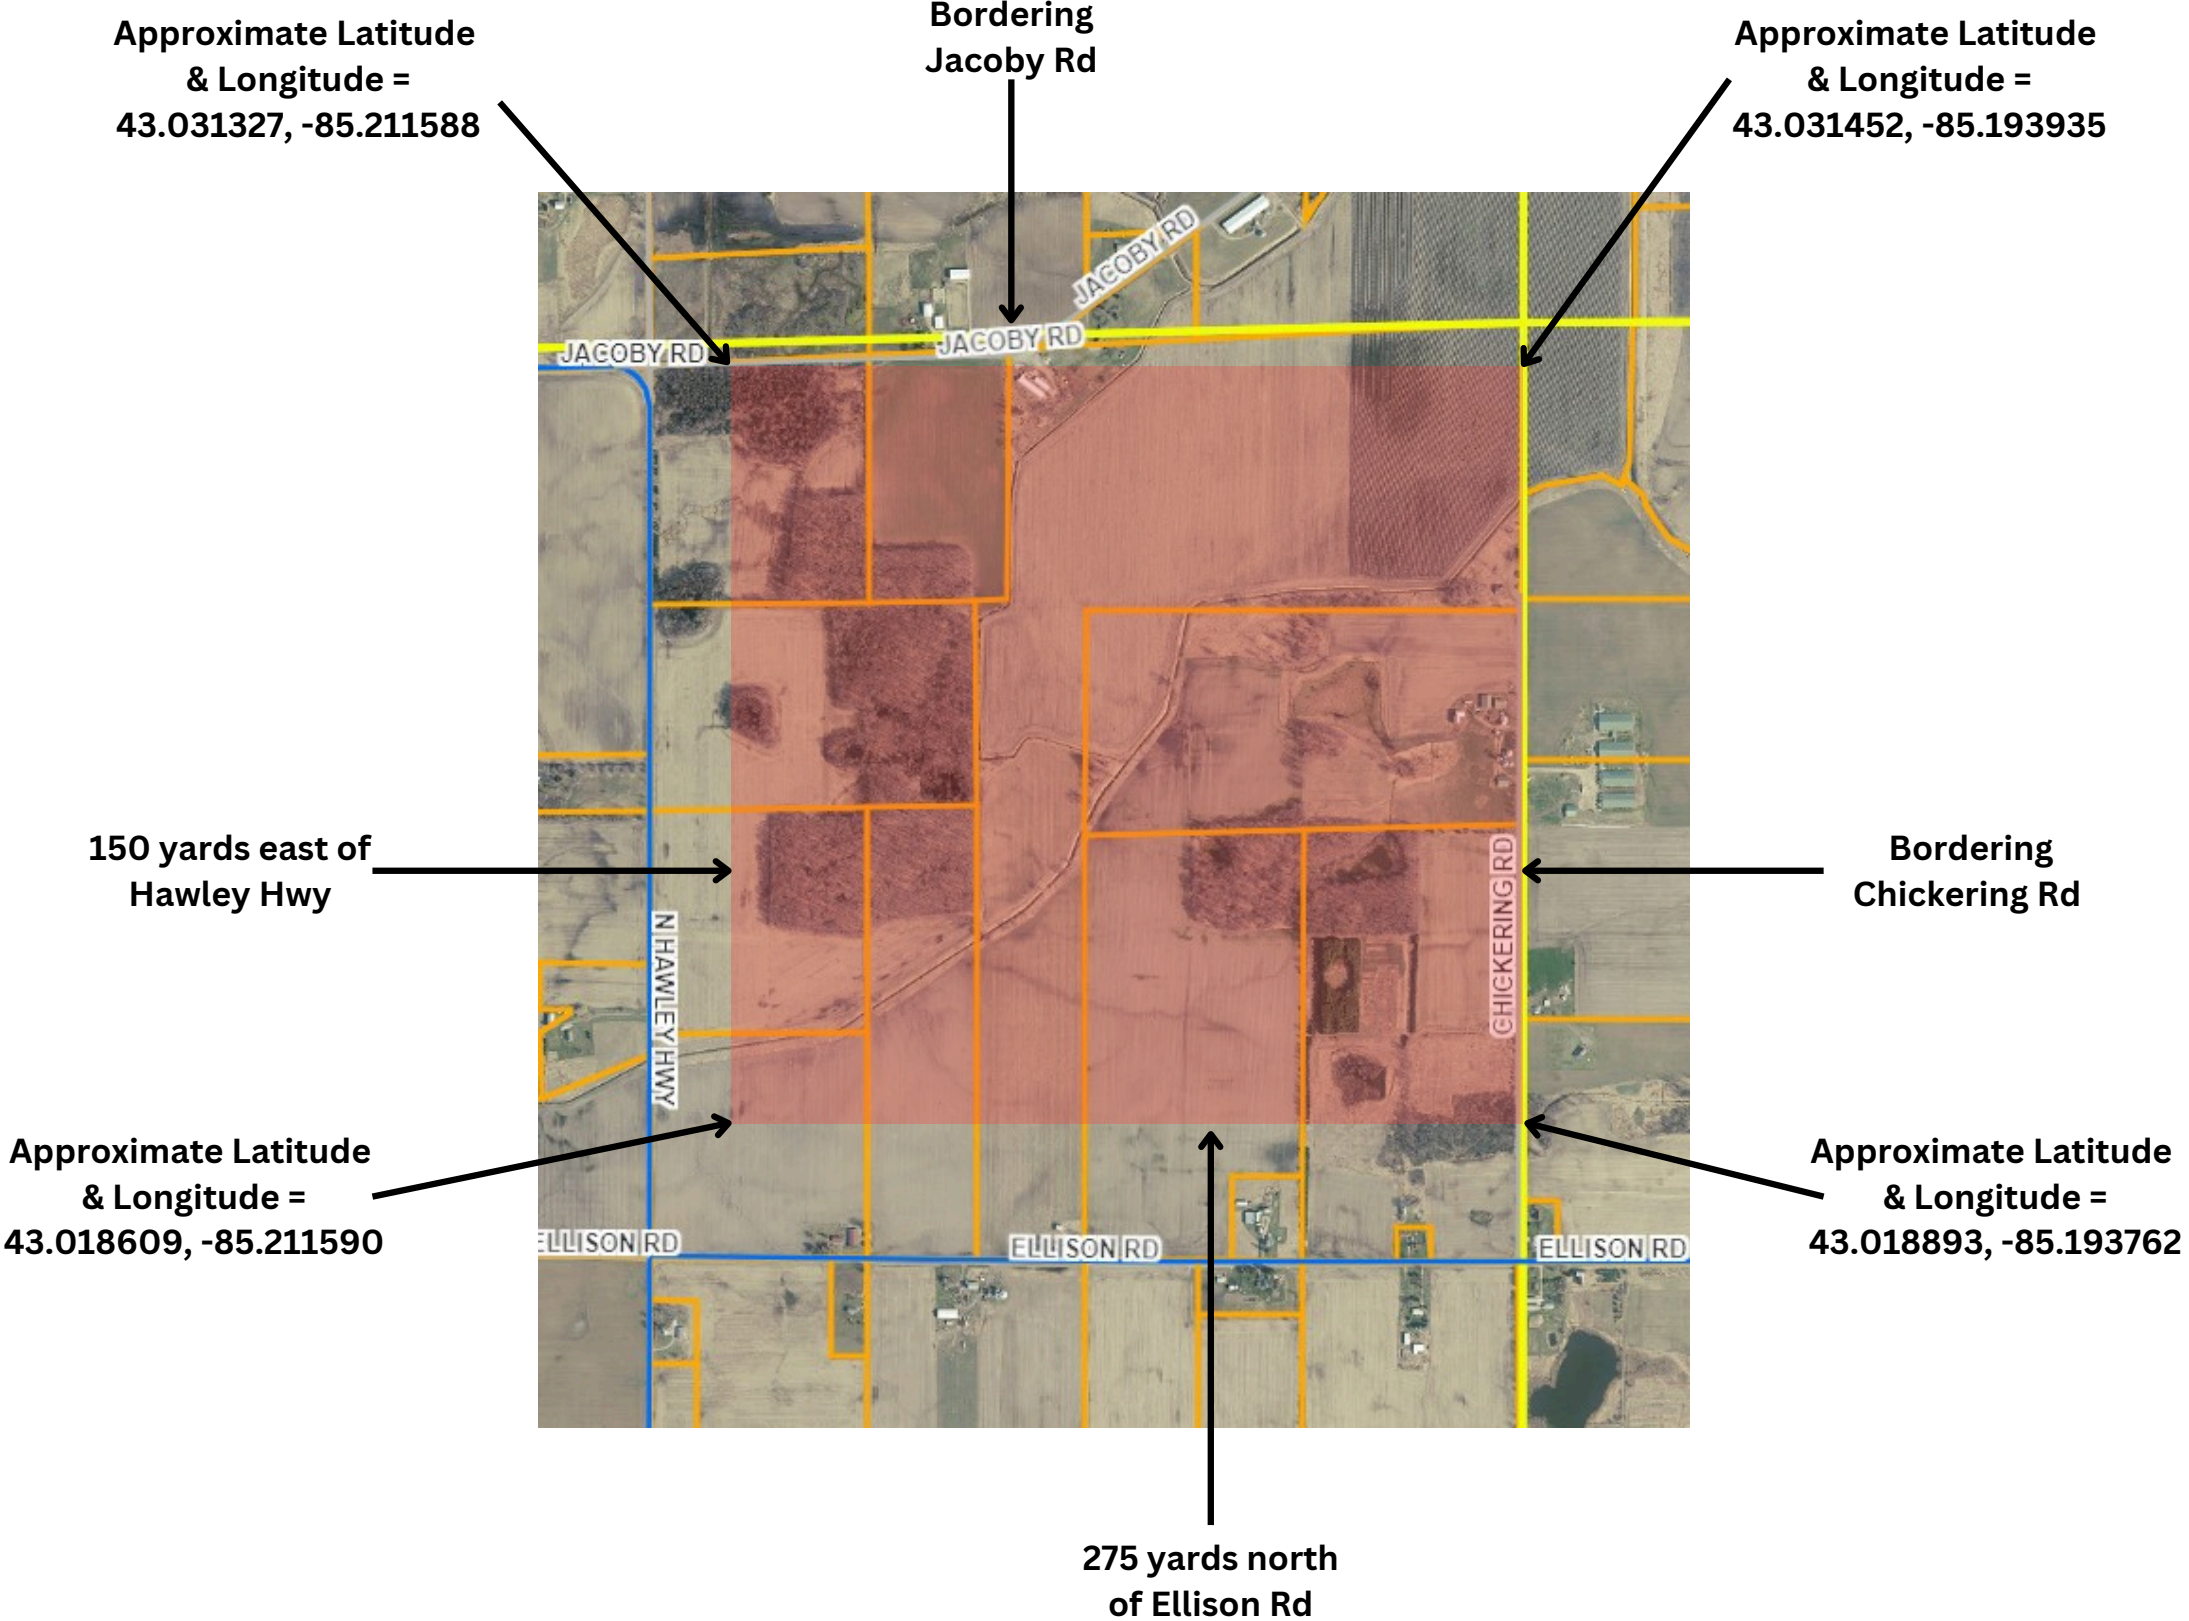 Approximate Latitude
& Longitude =
43.031327, -85.211588
Bordering
Jacoby Rd
Approximate Latitude
& Longitude =
43.031452, -85.193935
JACOBY RD
JACOBY RD
JACOBY RD
150 yards east of
Hawley Hwy
N HAWLEY HWY
CHICKERING RD
Bordering
Chickering Rd
Approximate Latitude
& Longitude =
43.018609, -85.211590
Approximate Latitude
& Longitude =
43.018893, -85.193762
ELLISON RD
ELLISON RD
ELLISON RD
275 yards north
of Ellison Rd